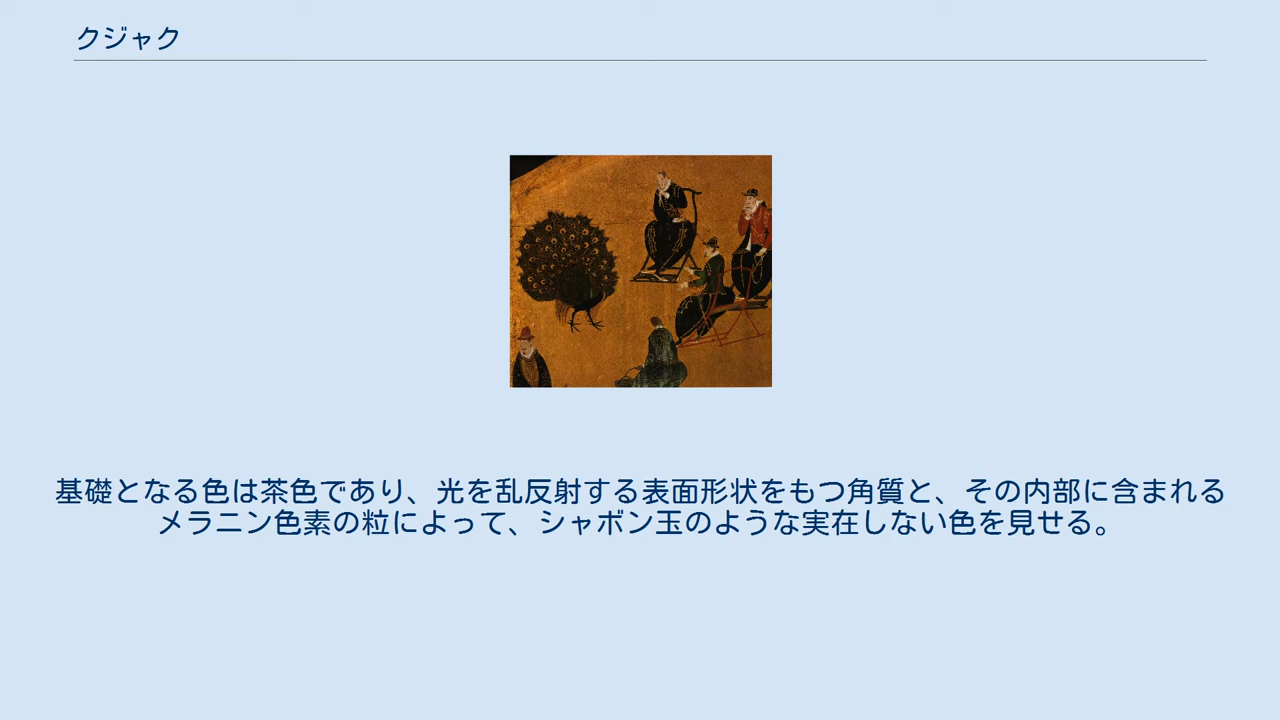 クジャク
基礎となる色は茶色であり、光を乱反射する表面形状をもつ角質と、その内部に含まれる
メラニン色素の粒によって、シャボン玉のような実在しない色を見せる。